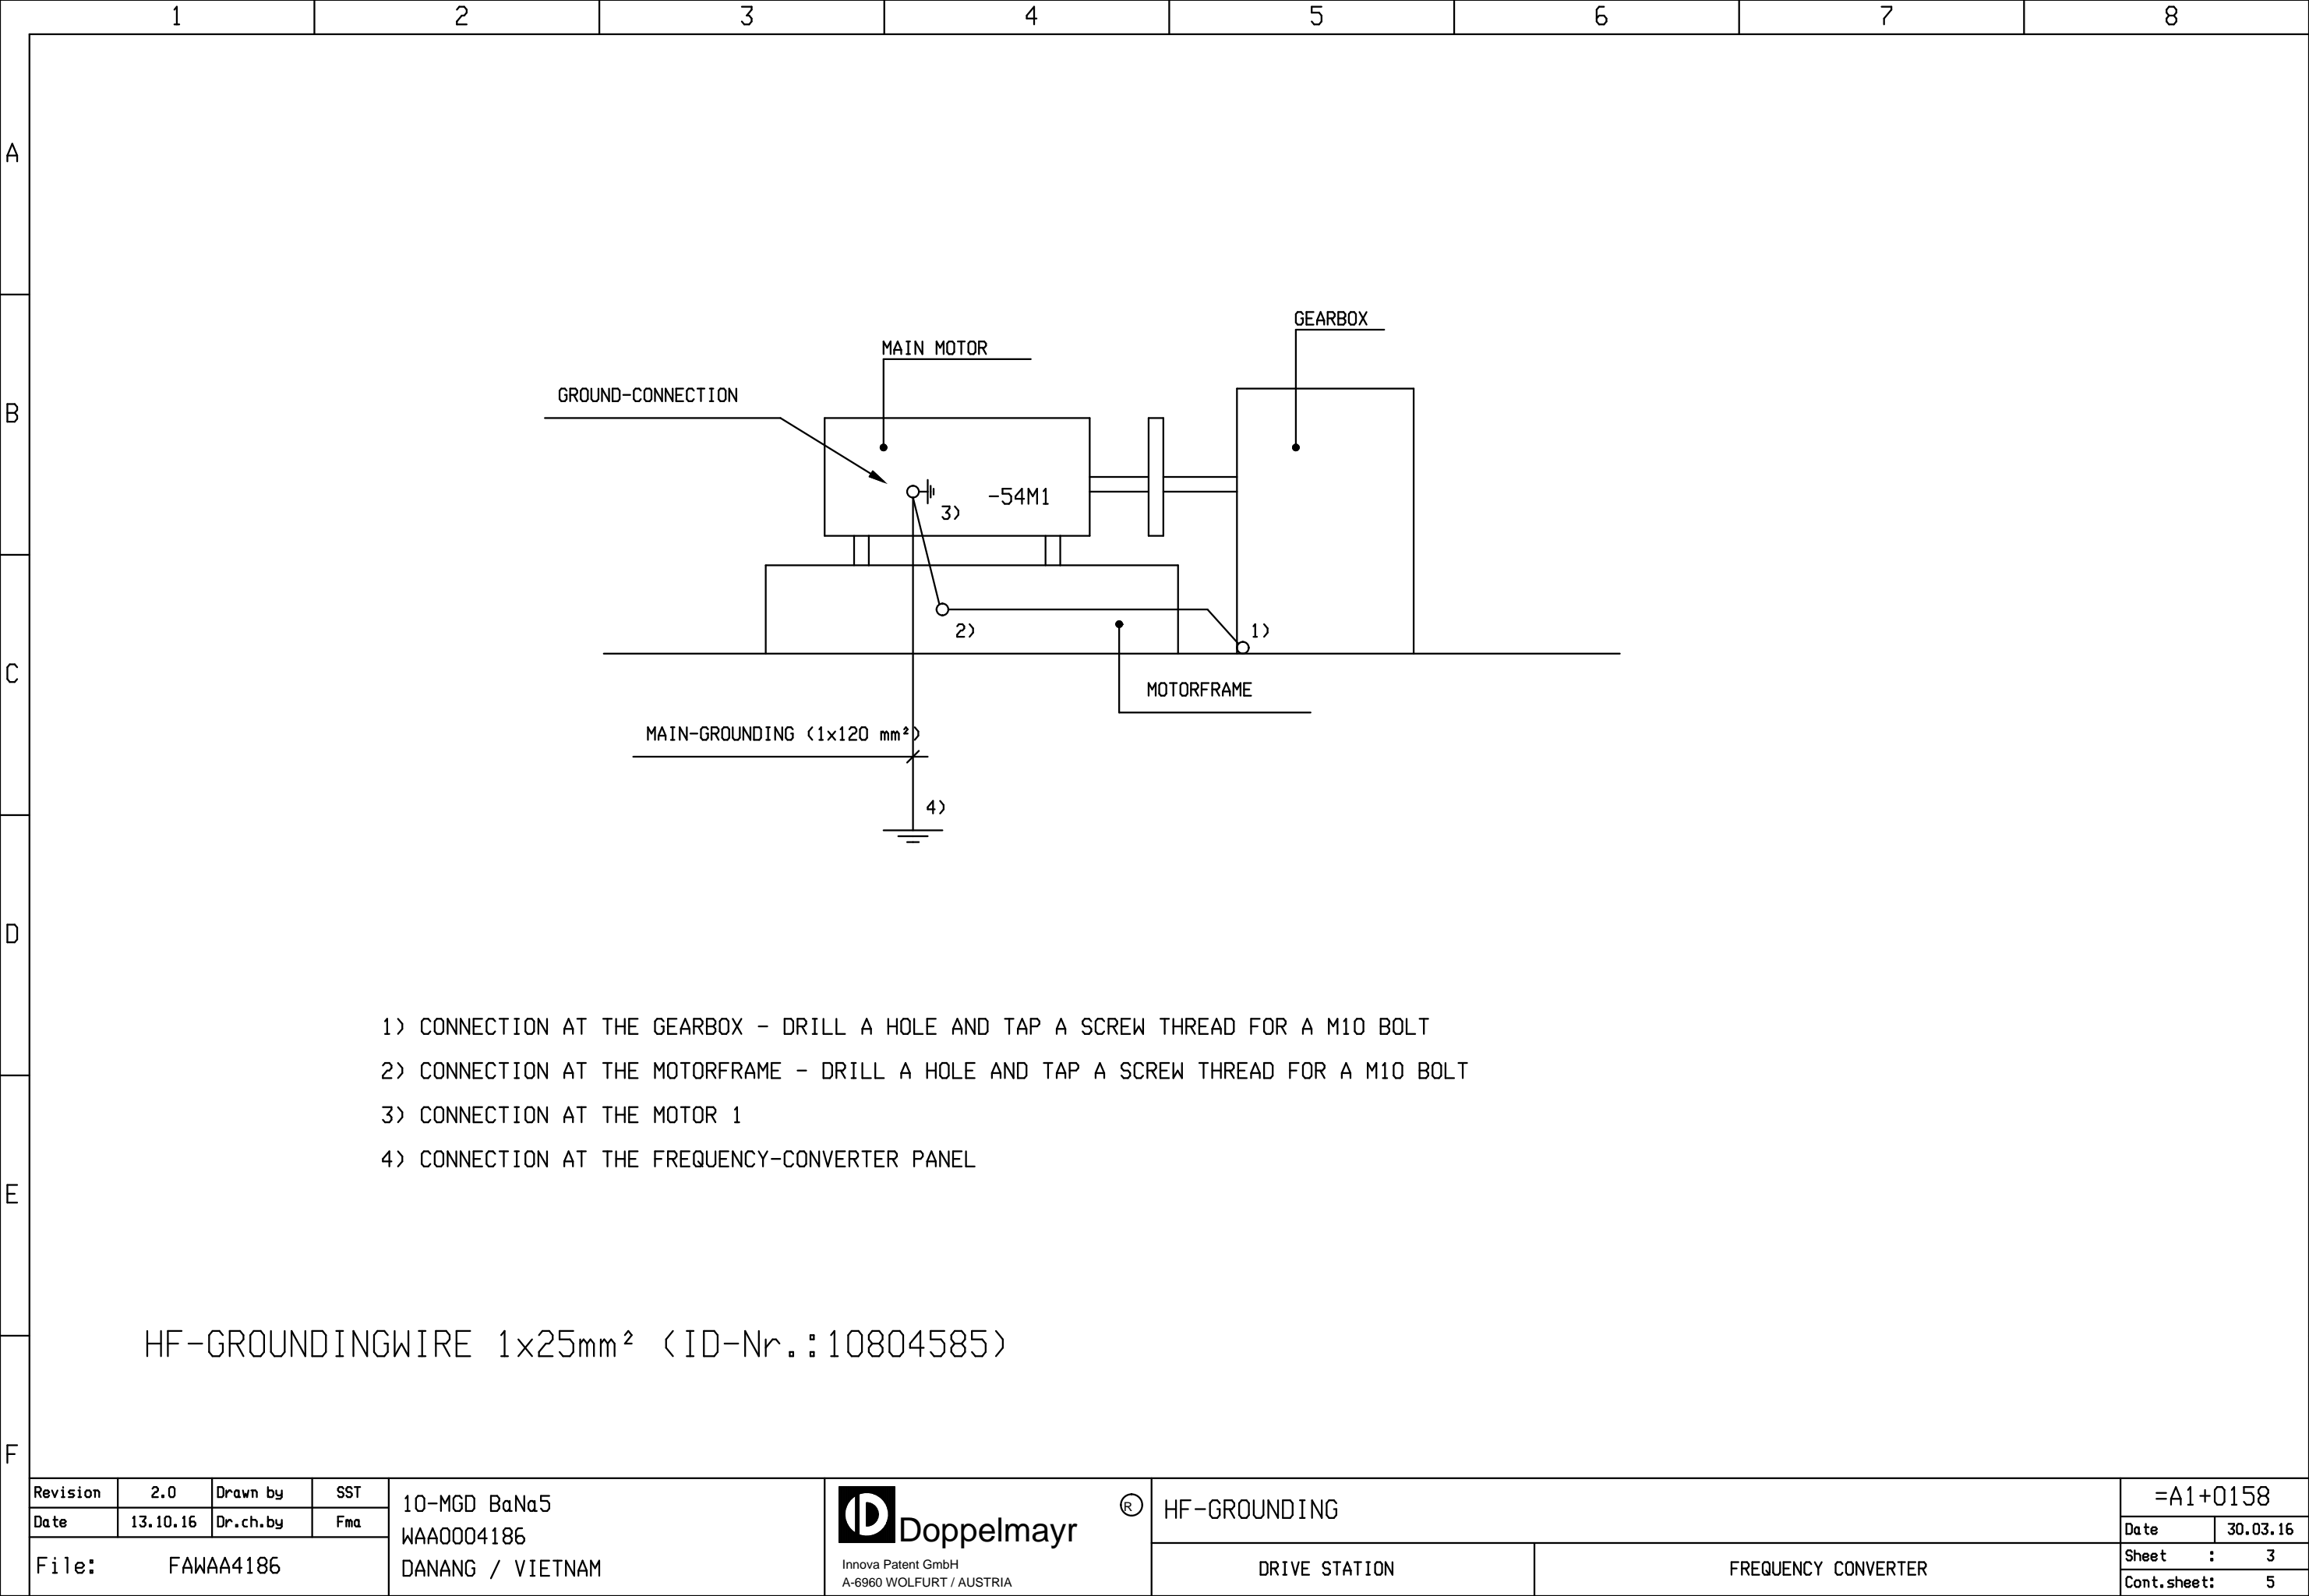 1 2 3 4 5 6 7 8
A
B
C
D
E
F
GEARBOX
MAIN MOTOR
GROUND-CONNECTION
-54M1
3)
2)
1)
MOTORFRAME
MAIN-GROUNDING (1x120 mm²)
4)
1) CONNECTION AT THE GEARBOX - DRILL A HOLE AND TAP A SCREW THREAD FOR A M10 BOLT
2) CONNECTION AT THE MOTORFRAME - DRILL A HOLE AND TAP A SCREW THREAD FOR A M10 BOLT
3) CONNECTION AT THE MOTOR 1
4) CONNECTION AT THE FREQUENCY-CONVERTER PANEL
HF-GROUNDINGWIRE 1x25mm² (ID-Nr.:10804585)
Revision 2.0 Drawn by SST
Date 13.10.16 Dr.ch.by Fma
File: FAWAA4186
10-MGD BaNa5
WAA0004186
DANANG / VIETNAM
Doppelmayr ®
Innova Patent GmbH
A-6960 WOLFURT / AUSTRIA
HF-GROUNDING
DRIVE STATION
FREQUENCY CONVERTER
=A1+0158
Date 30.03.16
Sheet : 3
Cont.sheet: 5